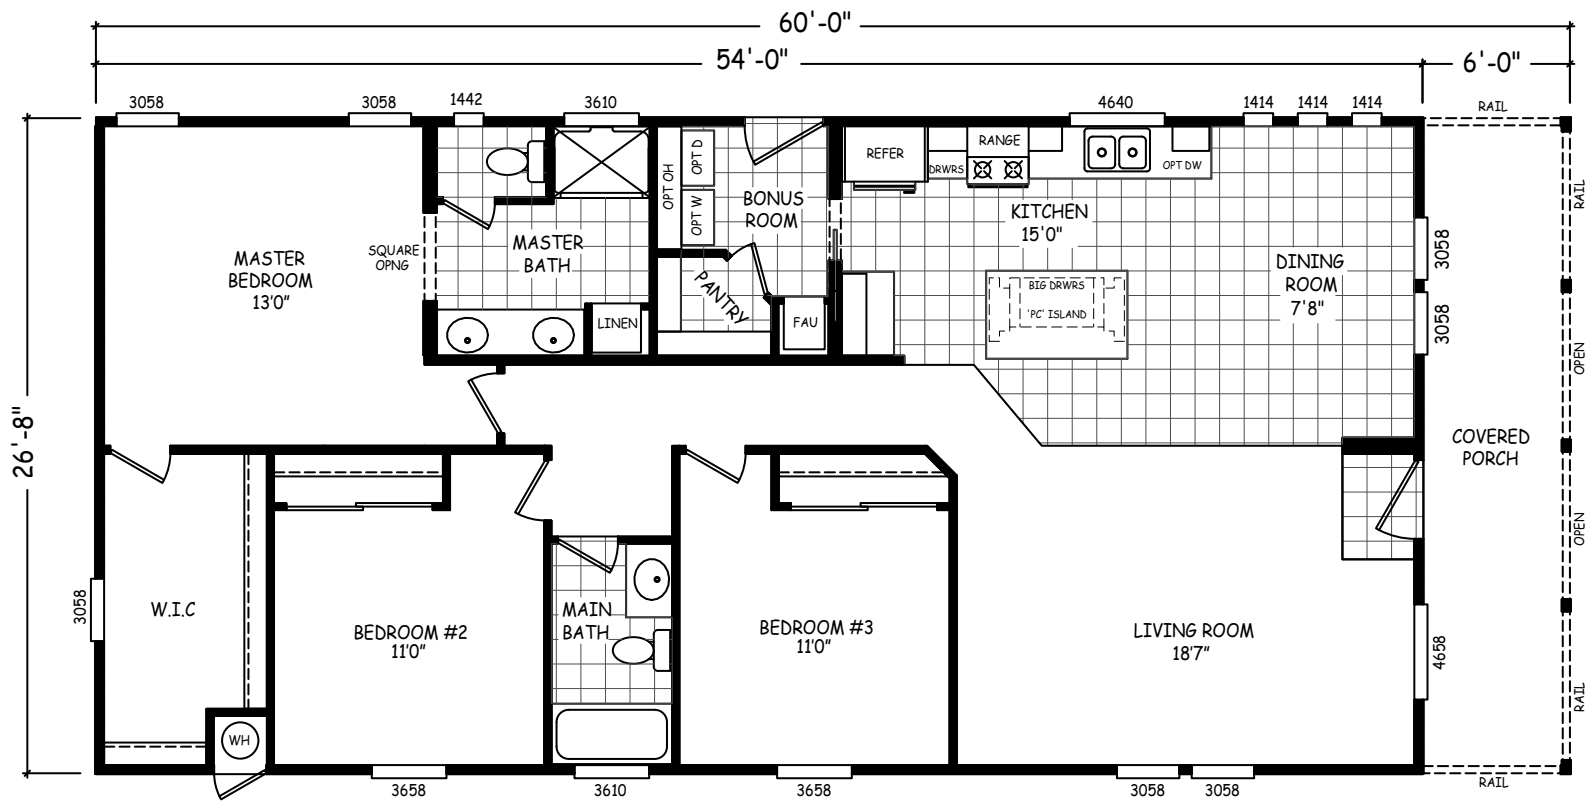 60'-0"
54'-0"
6'-0"
3058
3058
1442
3610
4640
1414
1414
1414
RAIL
REFER
DRWRS
RANGE
OPT DW
OPT D
OPT OH
OPT W
BONUS
ROOM
KITCHEN
15'0"
RAIL
MASTER
BEDROOM
13'0"
SQUARE
OPNG
MASTER
BATH
PANTRY
DINING
ROOM
7'8"
3058
BIG DRWRS
'PC' ISLAND
LINEN
FAU
3058
OPEN
26'-8"
COVERED
PORCH
OPEN
3058
W.I.C
BEDROOM #2
11'0"
MAIN
BATH
BEDROOM #3
11'0"
LIVING ROOM
18'7"
4658
RAIL
WH
3658
3610
3658
3058
3058
RAIL